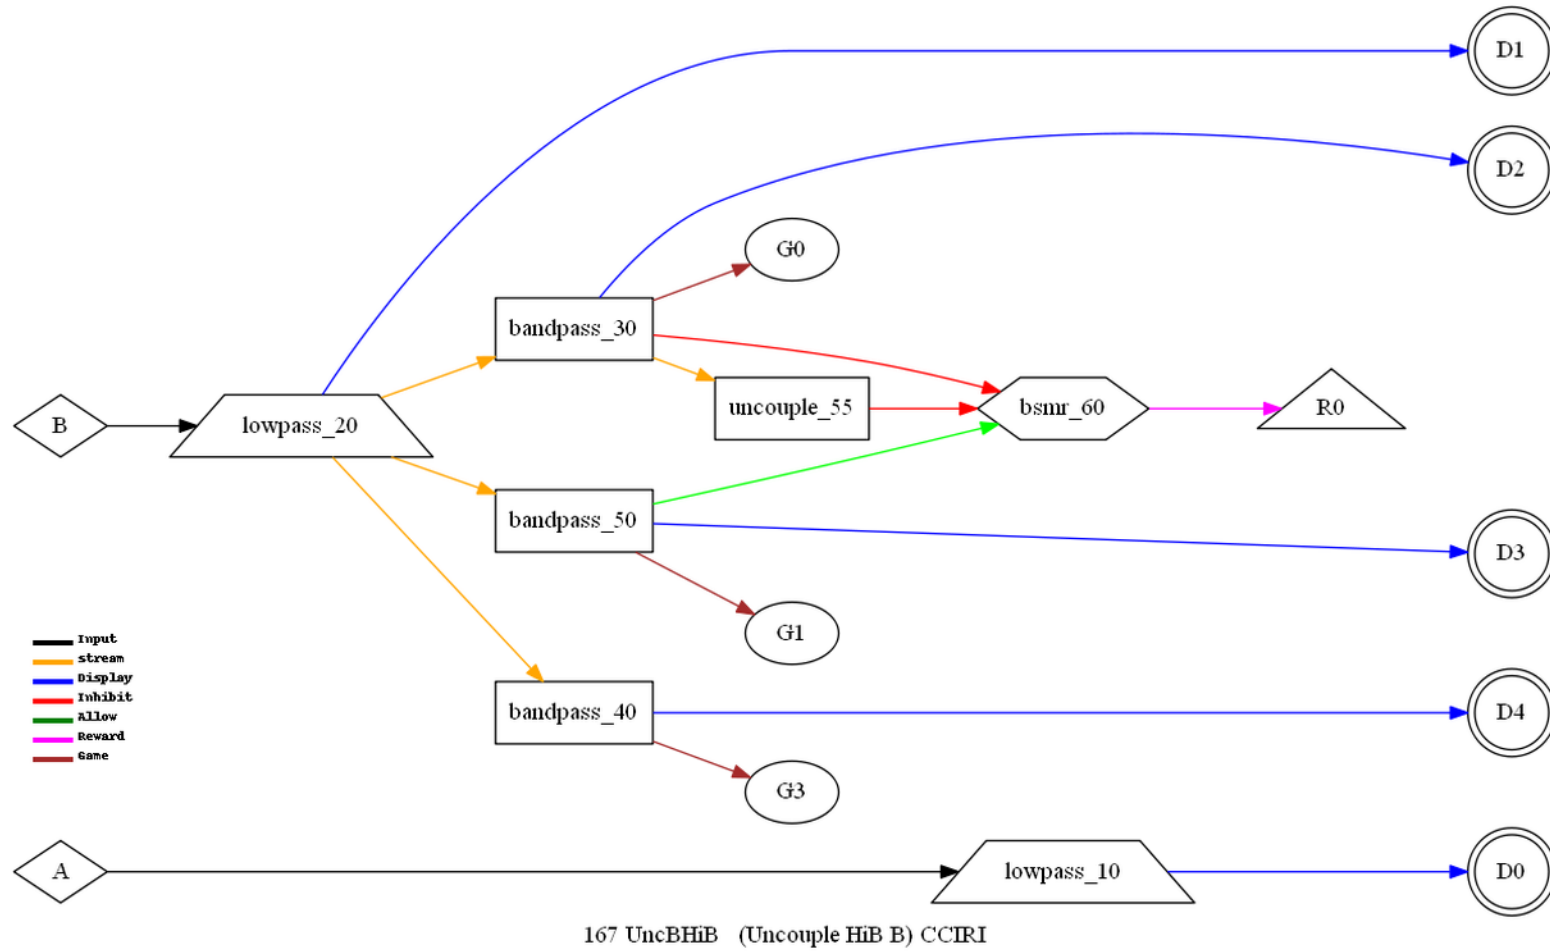 D1
D2
G0
bandpass_30
uncouple_55
bsmr_60
R0
B
lowpass_20
bandpass_50
D3
G1
Input
stream
Display
Inhibit
Allow
Reward
Game
bandpass_40
D4
G3
A
lowpass_10
D0
167 UncBHiB (Uncouple HiB B) CCIRI